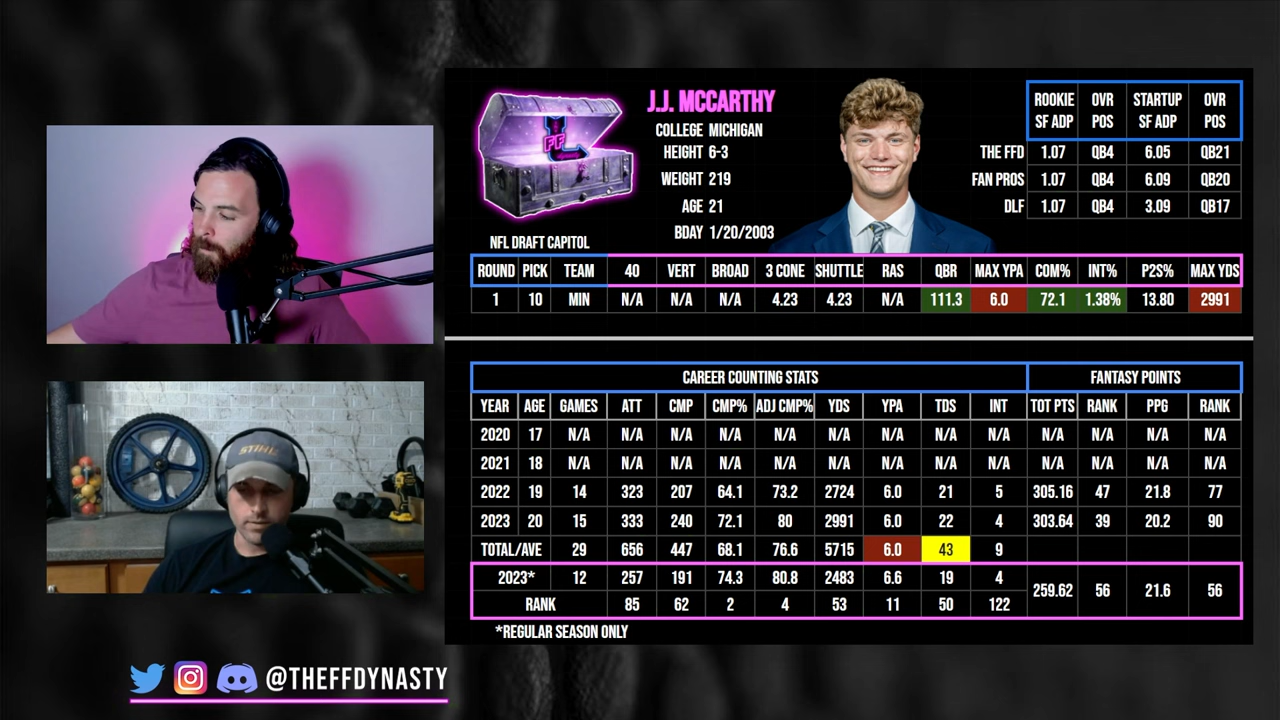 J.J. MCCARTHY
COLLEGE MICHIGAN
HEIGHT 6-3
WEIGHT 219
AGE 21
BDAY 1/20/2003
FF
ROOKIE SF ADP OVR POS STARTUP SF ADP OVR POS
THE FFD 1.07 QB4 6.05 QB21
FAN PROS 1.07 QB4 6.09 QB20
DLF 1.07 QB4 3.09 QB17
NFL DRAFT CAPITOL
ROUND PICK TEAM 40 VERT BROAD 3 CONE SHUTTLE RAS QBR MAX YPA COM% INT% P2S% MAX YDS
1 10 MIN N/A N/A N/A 4.23 4.23 N/A 111.3 6.0 72.1 1.38% 13.80 2991
CAREER COUNTING STATS FANTASY POINTS
YEAR AGE GAMES ATT CMP CMP% ADJ CMP% YDS YPA TDS INT TOT PTS RANK PPG RANK
2020 17 N/A N/A N/A N/A N/A N/A N/A N/A N/A N/A N/A N/A N/A
2021 18 N/A N/A N/A N/A N/A N/A N/A N/A N/A N/A N/A N/A N/A
2022 19 14 323 207 64.1 73.2 2724 6.0 21 5 305.16 47 21.8 77
2023 20 15 333 240 72.1 80 2991 6.0 22 4 303.64 39 20.2 90
TOTAL/AVE 29 656 447 68.1 76.6 5715 6.0 43 9
2023* 12 257 191 74.3 80.8 2483 6.6 19 4 259.62 56 21.6 56
RANK 85 62 2 4 53 11 50 122
*REGULAR SEASON ONLY
STIHL
@THEFFDYNASTY